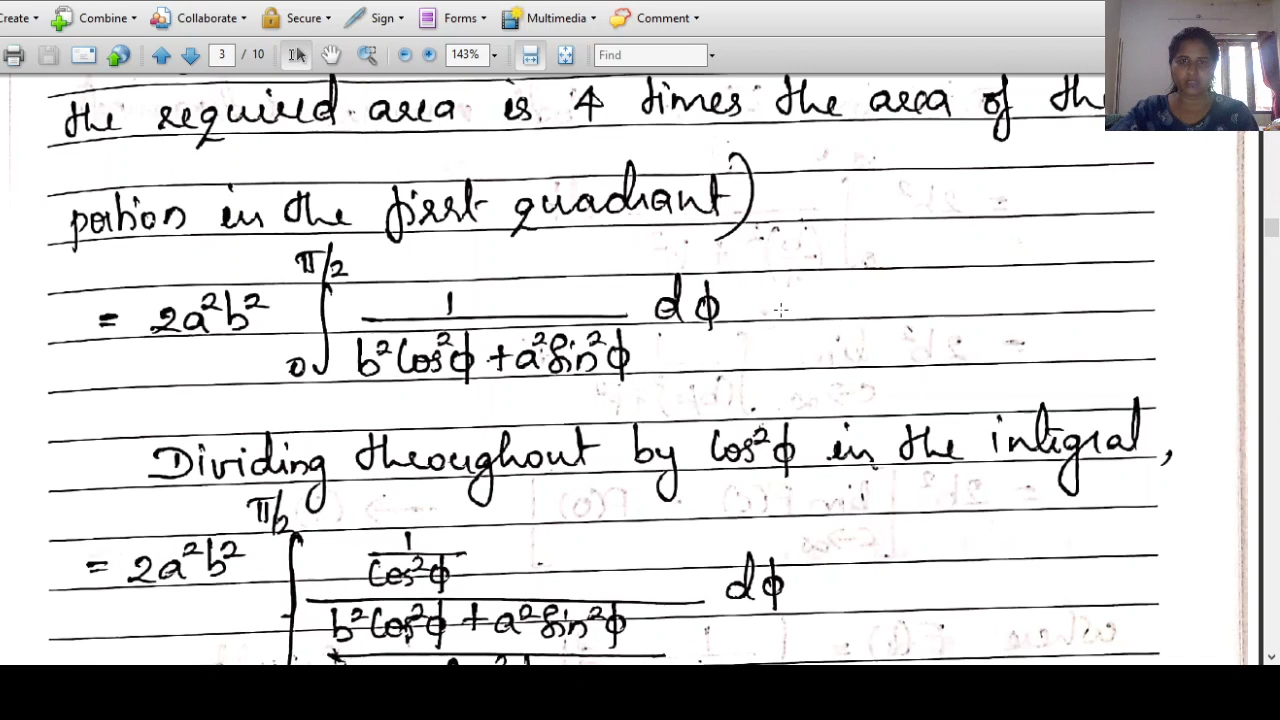 Create Combine Collaborate Secure Sign Forms Multimedia Comment
3 / 10 143% Find
the required area is 4 times the area of the
portion in the first quadrant)
π/2
= 2a²b² ∫ 1 dφ
0 b²Cos²φ + a²Sin²φ
Dividing throughout by Cos²φ in the integral,
π/2
= 2a²b² ∫ 1
Cos²φ dφ
b²Cos²φ + a²Sin²φ